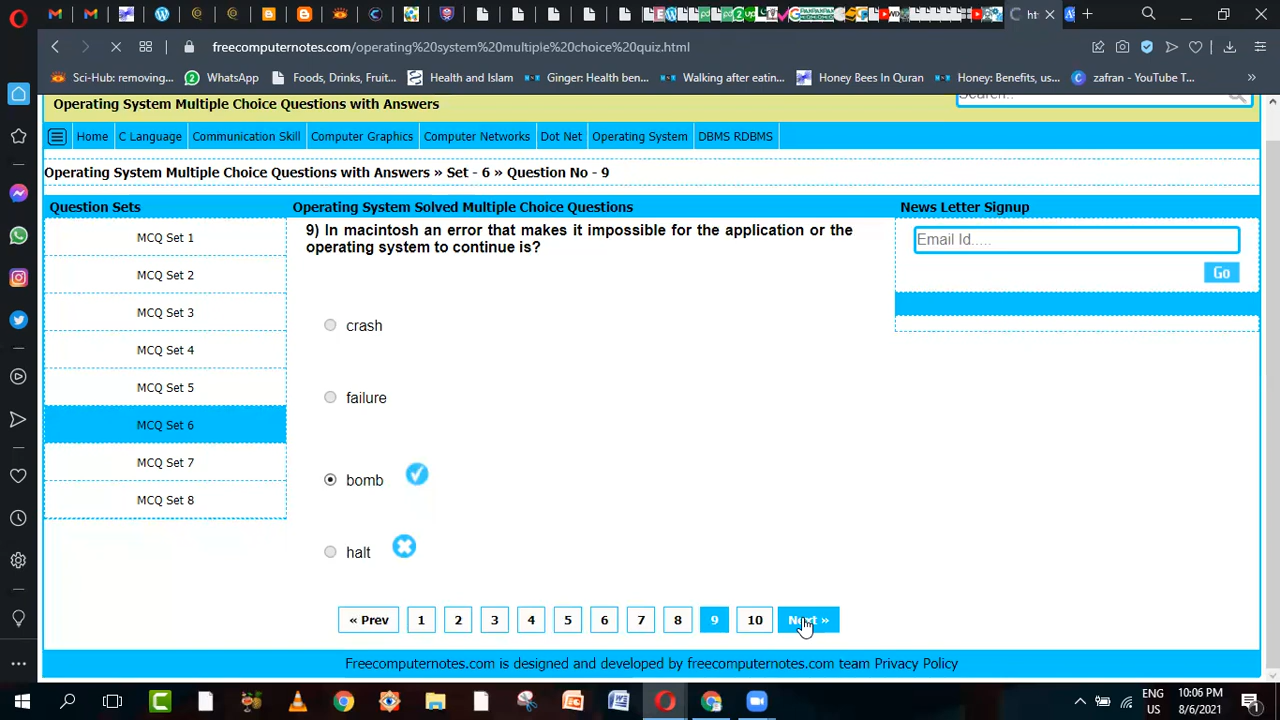 ht
freecomputernotes.com/operating%20system%20multiple%20choice%20quiz.html
Sci-Hub: removing...
WhatsApp
Foods, Drinks, Fruit...
Health and Islam
Ginger: Health ben...
Walking after eatin...
Honey Bees In Quran
Honey: Benefits, us...
zafran - YouTube T...
»
Operating System Multiple Choice Questions with Answers
Search..
Home
C Language
Communication Skill
Computer Graphics
Computer Networks
Dot Net
Operating System
DBMS RDBMS
Operating System Multiple Choice Questions with Answers » Set - 6 » Question No - 9
Question Sets
MCQ Set 1
MCQ Set 2
MCQ Set 3
MCQ Set 4
MCQ Set 5
MCQ Set 6
MCQ Set 7
MCQ Set 8
Operating System Solved Multiple Choice Questions
9) In macintosh an error that makes it impossible for the application or the
operating system to continue is?
crash
failure
bomb
halt
« Prev 1 2 3 4 5 6 7 8 9 10 Next »
News Letter Signup
Email Id.....
Go
Freecomputernotes.com is designed and developed by freecomputernotes.com team Privacy Policy
ENG
US
10:06 PM
8/6/2021